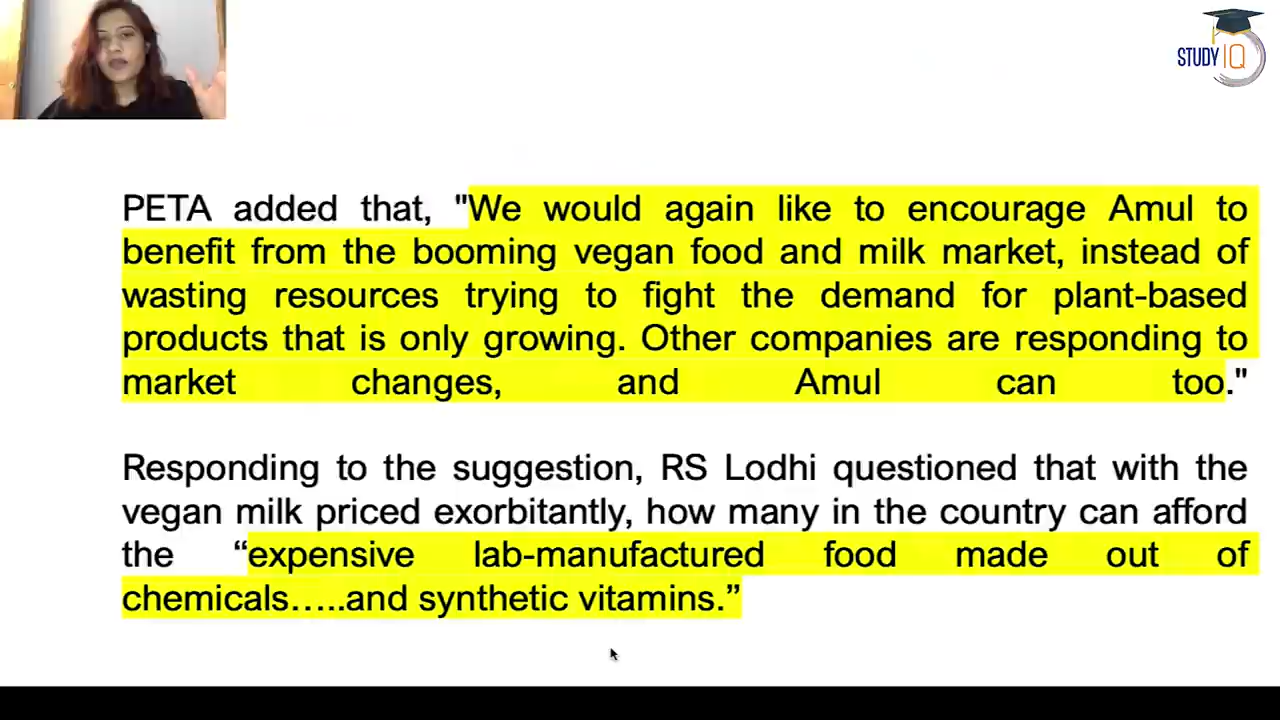 STUDY IQ
PETA added that, "We would again like to encourage Amul to
benefit from the booming vegan food and milk market, instead of
wasting resources trying to fight the demand for plant-based
products that is only growing. Other companies are responding to
market changes, and Amul can too."
Responding to the suggestion, RS Lodhi questioned that with the
vegan milk priced exorbitantly, how many in the country can afford
the “expensive lab-manufactured food made out of
chemicals…..and synthetic vitamins.”